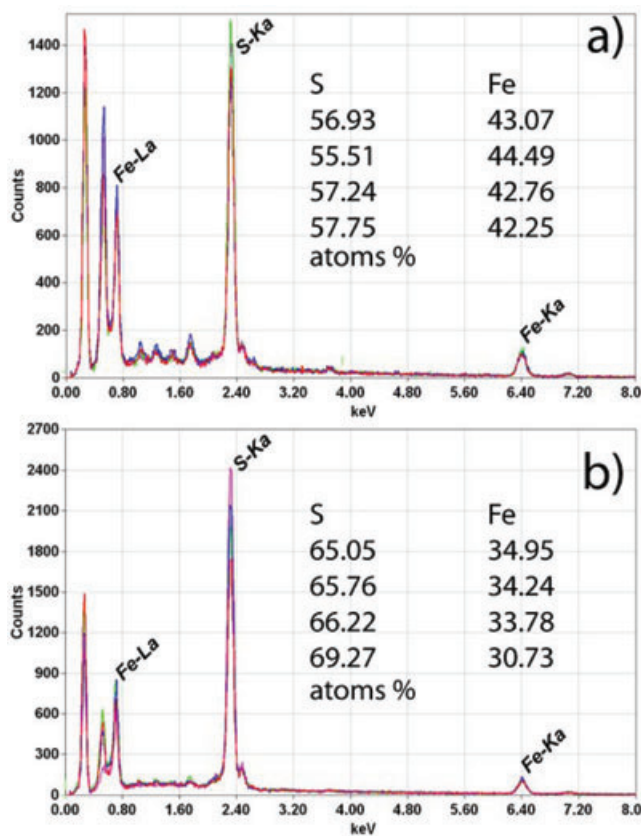 a)
S-Ka
Fe-La
Fe-Ka
S Fe
56.93 43.07
55.51 44.49
57.24 42.76
57.75 42.25
atoms %
Counts
1400
1200
1000
800
600
400
200
0
0.00 0.80 1.60 2.40 3.20 4.00 4.80 5.60 6.40 7.20 8.0
keV
b)
S-Ka
Fe-La
Fe-Ka
S Fe
65.05 34.95
65.76 34.24
66.22 33.78
69.27 30.73
atoms %
Counts
2700
2400
2100
1800
1500
1200
900
600
300
0
0.00 0.80 1.60 2.40 3.20 4.00 4.80 5.60 6.40 7.20 8.0
keV